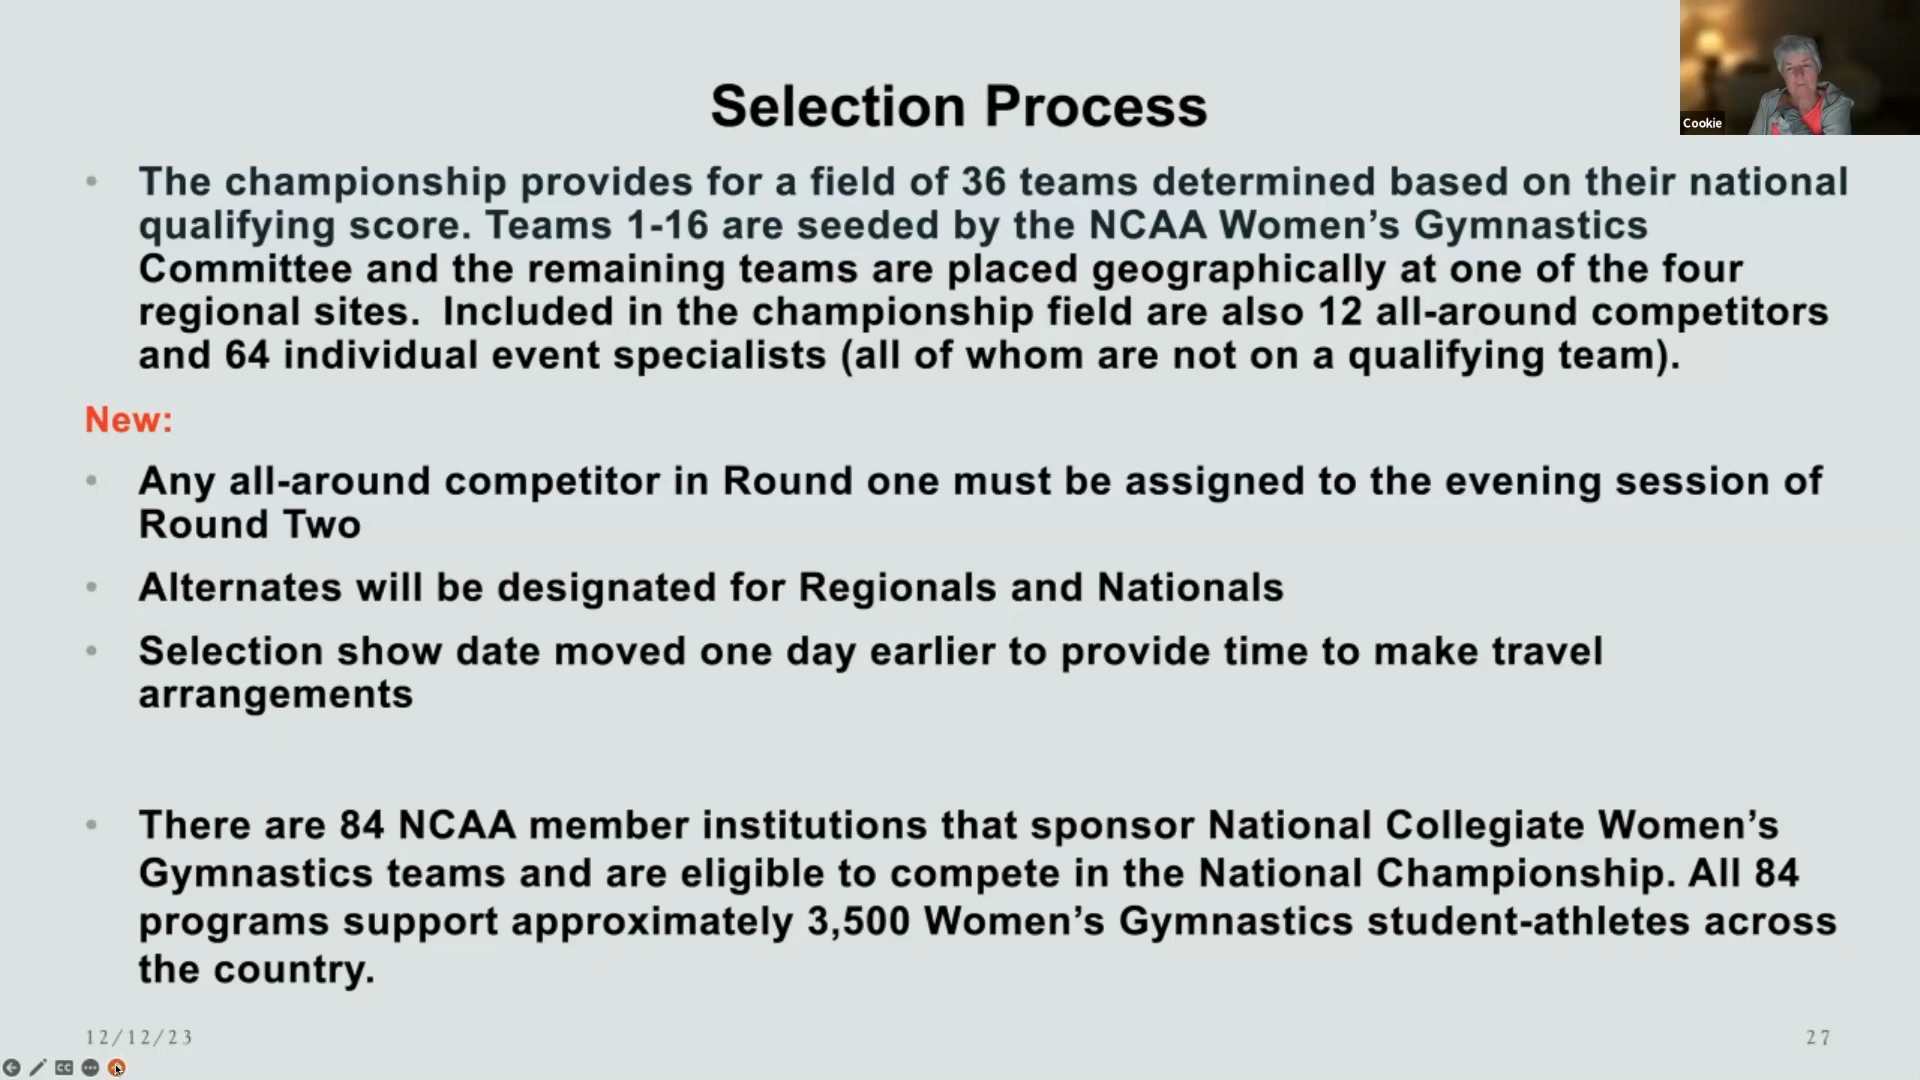 Selection Process
Cookie
• The championship provides for a field of 36 teams determined based on their national
qualifying score. Teams 1-16 are seeded by the NCAA Women’s Gymnastics
Committee and the remaining teams are placed geographically at one of the four
regional sites.  Included in the championship field are also 12 all-around competitors
and 64 individual event specialists (all of whom are not on a qualifying team).
New:
• Any all-around competitor in Round one must be assigned to the evening session of
Round Two
• Alternates will be designated for Regionals and Nationals
• Selection show date moved one day earlier to provide time to make travel
arrangements
• There are 84 NCAA member institutions that sponsor National Collegiate Women’s
Gymnastics teams and are eligible to compete in the National Championship. All 84
programs support approximately 3,500 Women’s Gymnastics student-athletes across
the country.
12/12/23
27
CC